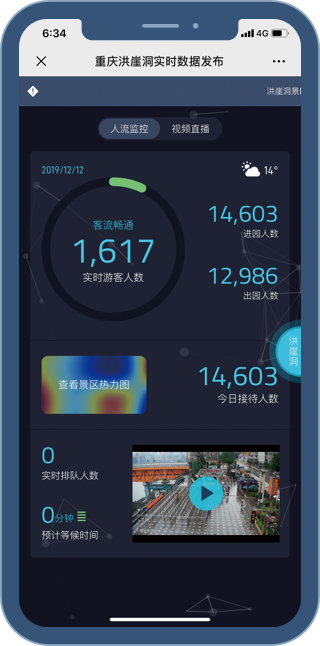 6:34
4G
重庆洪崖洞实时数据发布
洪崖洞景
人流监控
视频直播
2019/12/12
14°
客流畅通
1,617
实时游客人数
14,603
进园人数
12,986
出园人数
洪崖洞
查看景区热力图
14,603
今日接待人数
0
实时排队人数
0分钟
预计等候时间